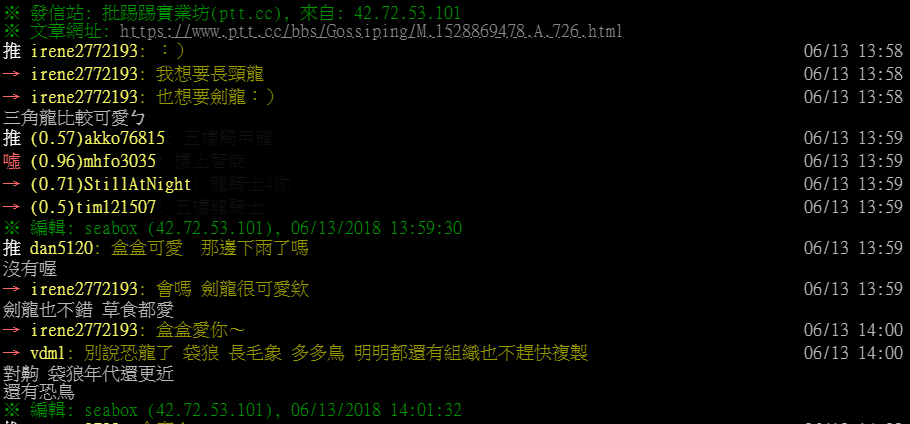 ※ 發信站: 批踢踢實業坊(ptt.cc), 來自: 42.72.53.101
※ 文章網址: https://www.ptt.cc/bbs/Gossiping/M.1528869478.A.726.html
推 irene2772193: :) 06/13 13:58
→ irene2772193: 我想要長頸龍 06/13 13:58
→ irene2772193: 也想要劍龍:) 06/13 13:58
三角龍比較可愛ㄅ
推 (0.57)akko76815: 五樓騎甲龍 06/13 13:59
噓 (0.96)mhfo3035: 樓上智商 06/13 13:59
→ (0.71)StillAtNight: 龍騎士4你 06/13 13:59
→ (0.5)tim121507: 五樓龍騎士 06/13 13:59
※ 編輯: seabox (42.72.53.101), 06/13/2018 13:59:30
推 dan5120: 盒盒可愛 那邊下雨了嗎 06/13 13:59
沒有喔
→ irene2772193: 會嗎 劍龍很可愛欸 06/13 13:59
劍龍也不錯 草食都愛
→ irene2772193: 盒盒愛你～ 06/13 14:00
→ vdml: 別說恐龍了 袋狼 長毛象 多多鳥 明明都還有組織也不趕快複製 06/13 14:00
對齁 袋狼年代還更近
還有恐鳥
※ 編輯: seabox (42.72.53.101), 06/13/2018 14:01:32